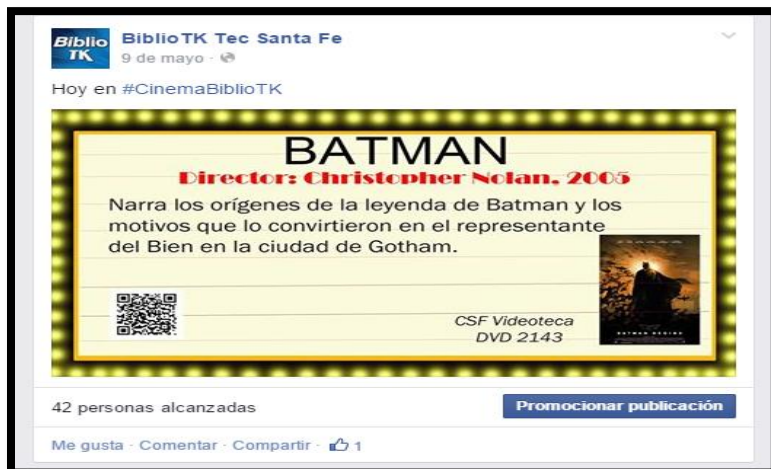 Biblio
TK
BiblioTK Tec Santa Fe
9 de mayo ·
Hoy en #CinemaBiblioTK
BATMAN
Director: Christopher Nolan, 2005
Narra los orígenes de la leyenda de Batman y los
motivos que lo convirtieron en el representante
del Bien en la ciudad de Gotham.
CSF Videoteca
DVD 2143
BATMAN BEGINS
42 personas alcanzadas
Promocionar publicación
Me gusta · Comentar · Compartir · 1